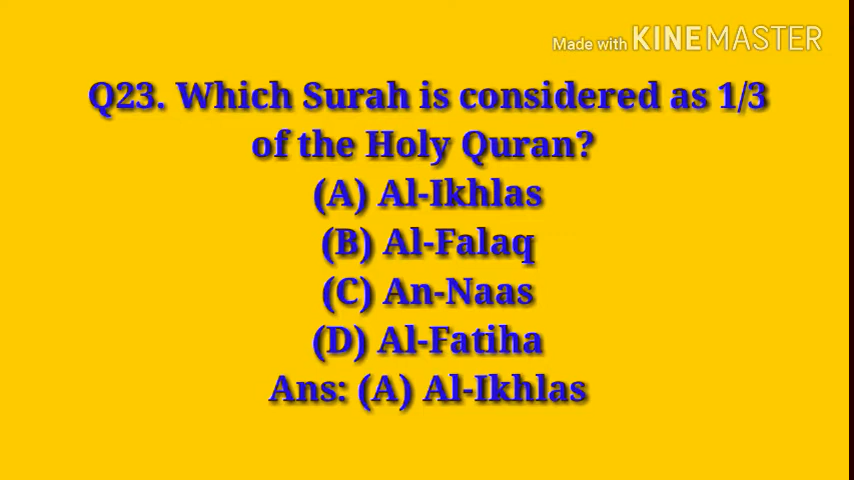 Made with KINEMASTER
Q23. Which Surah is considered as 1/3
of the Holy Quran?
(A) Al-Ikhlas
(B) Al-Falaq
(C) An-Naas
(D) Al-Fatiha
Ans: (A) Al-Ikhlas